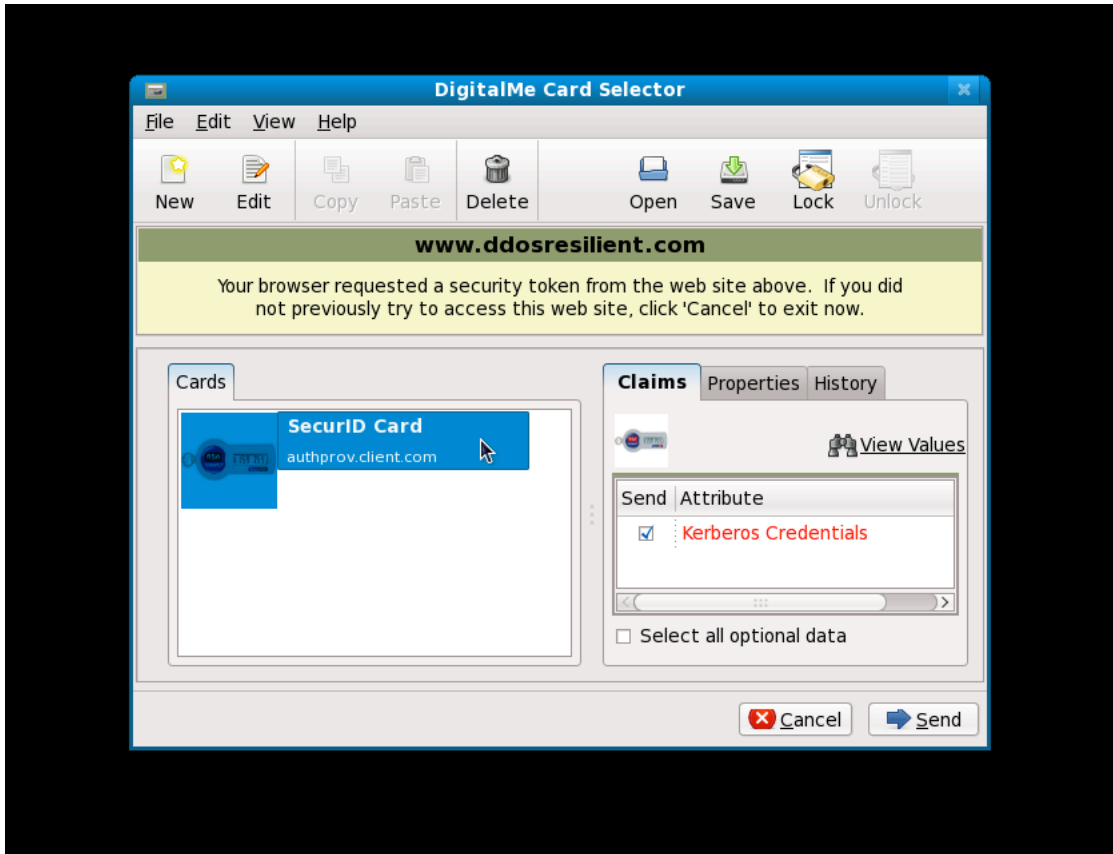 DigitalMe Card Selector
File Edit View Help
New Edit Copy Paste Delete Open Save Lock Unlock
www.ddosresilient.com
Your browser requested a security token from the web site above. If you did
not previously try to access this web site, click 'Cancel' to exit now.
Cards
SecurID Card
authprov.client.com
Claims Properties History
View Values
Send Attribute
Kerberos Credentials
Select all optional data
Cancel Send